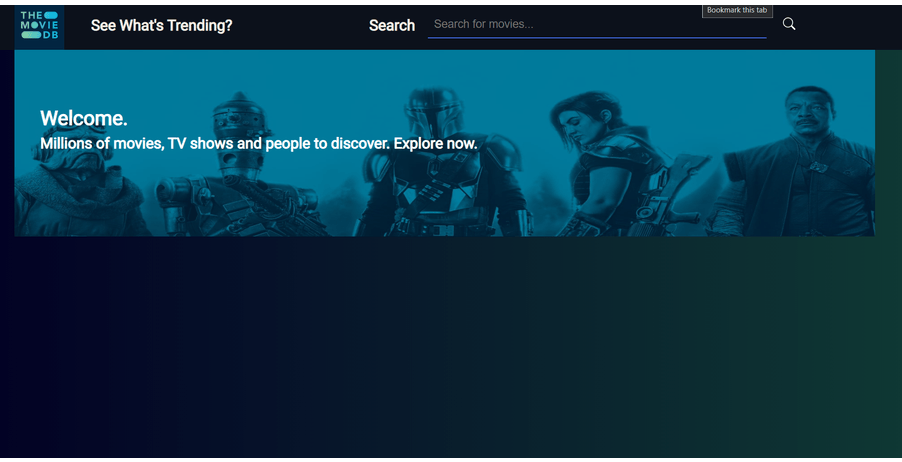 THE
MOVIE
DB
See What's Trending?
Search
Search for movies...
Bookmark this tab
Welcome.
Millions of movies, TV shows and people to discover. Explore now.